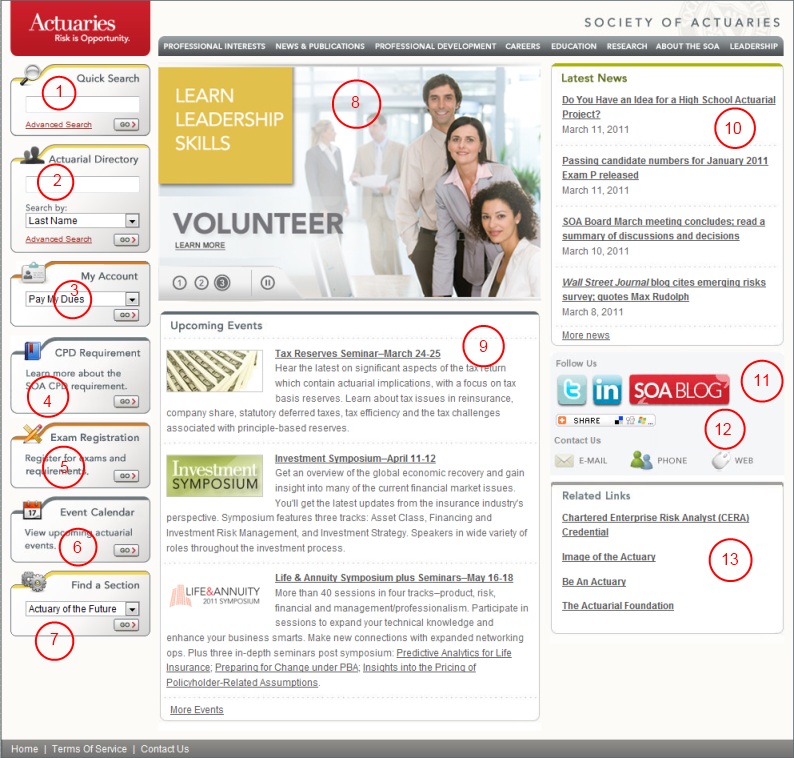 Actuaries
Risk is Opportunity.
SOCIETY OF ACTUARIES
PROFESSIONAL INTERESTS NEWS & PUBLICATIONS PROFESSIONAL DEVELOPMENT CAREERS EDUCATION RESEARCH ABOUT THE SOA LEADERSHIP
Quick Search
1
Advanced Search GO
Actuarial Directory
2
Search by:
Last Name
Advanced Search GO
My Account
3
Pay My Dues
GO
CPD Requirement
Learn more about the
SOA CPD requirement.
4
GO
Exam Registration
Register for exams and
requirements.
5
GO
17
Event Calendar
View upcoming actuarial
events.
6
GO
Find a Section
Actuary of the Future
GO
7
LEARN
LEADERSHIP
SKILLS
8
VOLUNTEER
LEARN MORE
1 2 3
Upcoming Events
9
Tax Reserves Seminar–March 24-25
Hear the latest on significant aspects of the tax return
which contain actuarial implications, with a focus on tax
basis reserves. Learn about tax issues in reinsurance,
company share, statutory deferred taxes, tax efficiency and the tax challenges
associated with principle-based reserves.
Investment
SYMPOSIUM
Investment Symposium–April 11-12
Get an overview of the global economic recovery and gain
insight into many of the current financial market issues.
You'll get the latest updates from the insurance industry's
perspective. Symposium features three tracks: Asset Class, Financing and
Investment Risk Management, and Investment Strategy. Speakers in wide variety of
roles throughout the investment process.
LIFE&ANNUITY
2011 SYMPOSIUM
Life & Annuity Symposium plus Seminars–May 16-18
More than 40 sessions in four tracks–product, risk,
financial and management/professionalism. Participate in
sessions to expand your technical knowledge and
enhance your business smarts. Make new connections with expanded networking
ops. Plus three in-depth seminars post symposium: Predictive Analytics for Life
Insurance; Preparing for Change under PBA; Insights into the Pricing of
Policyholder-Related Assumptions.
More Events
Latest News
Do You Have an Idea for a High School Actuarial
Project?
March 11, 2011
10
Passing candidate numbers for January 2011
Exam P released
March 11, 2011
SOA Board March meeting concludes; read a
summary of discussions and decisions
March 10, 2011
Wall Street Journal blog cites emerging risks
survey; quotes Max Rudolph
March 8, 2011
More news
Follow Us
t in SOA BLOG
11
SHARE
12
Contact Us
E-MAIL PHONE WEB
Related Links
Chartered Enterprise Risk Analyst (CERA)
Credential
Image of the Actuary
13
Be An Actuary
The Actuarial Foundation
Home | Terms Of Service | Contact Us